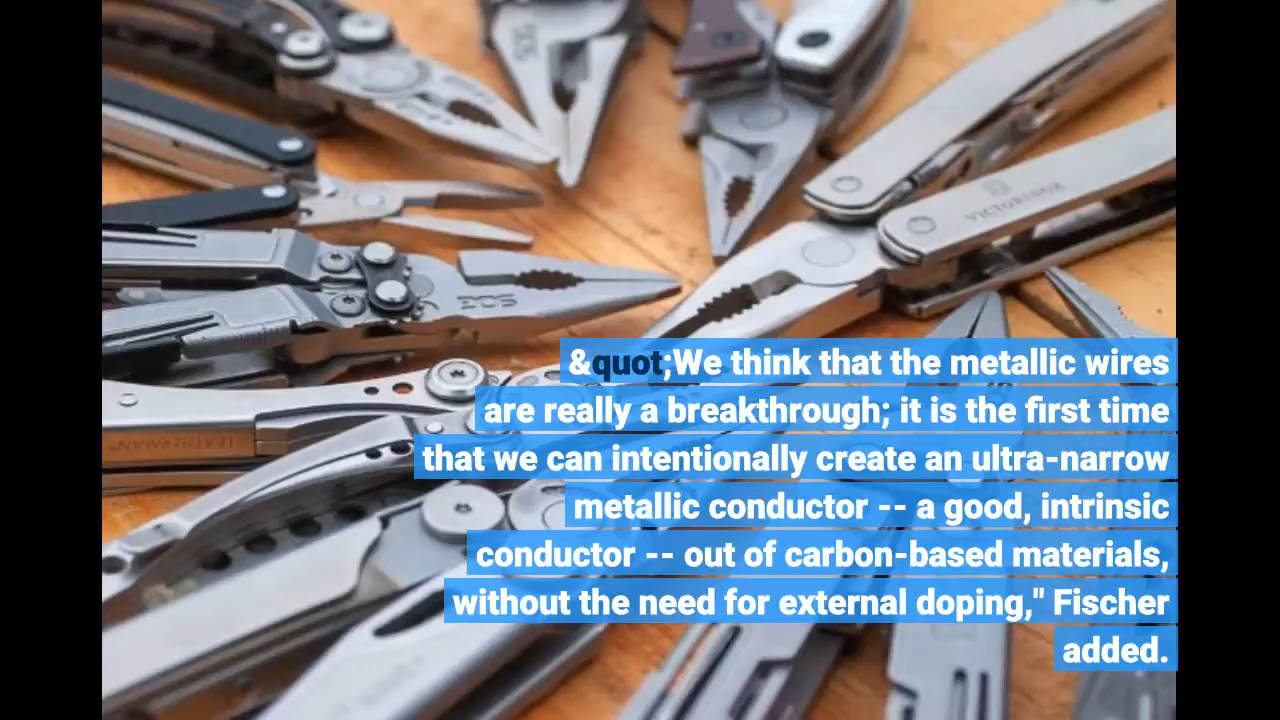 SOG
VICTORINOX
SOG
LEATHERMAN
&quot;We think that the metallic wires
are really a breakthrough; it is the first time
that we can intentionally create an ultra-narrow
metallic conductor -- a good, intrinsic
conductor -- out of carbon-based materials,
without the need for external doping," Fischer
added.